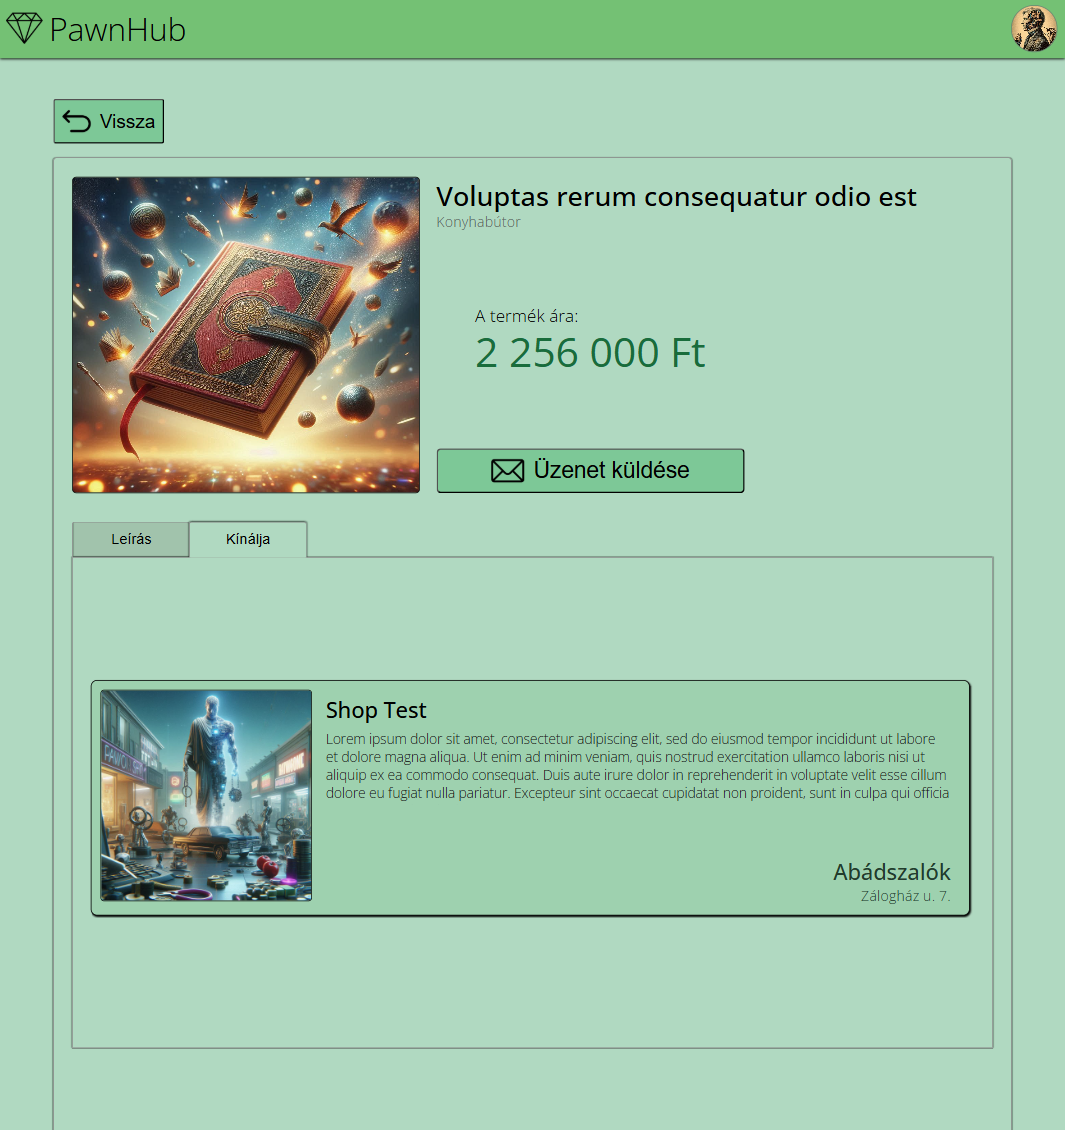 PawnHub
Vissza
Voluptas rerum consequatur odio est
Konyhabútor
A termék ára:
2 256 000 Ft
Üzenet küldése
Leírás
Kínálja
Shop Test
Lorem ipsum dolor sit amet, consectetur adipiscing elit, sed do eiusmod tempor incididunt ut labore
et dolore magna aliqua. Ut enim ad minim veniam, quis nostrud exercitation ullamco laboris nisi ut
aliquip ex ea commodo consequat. Duis aute irure dolor in reprehenderit in voluptate velit esse cillum
dolore eu fugiat nulla pariatur. Excepteur sint occaecat cupidatat non proident, sunt in culpa qui officia
Abádszalók
Zálogház u. 7.